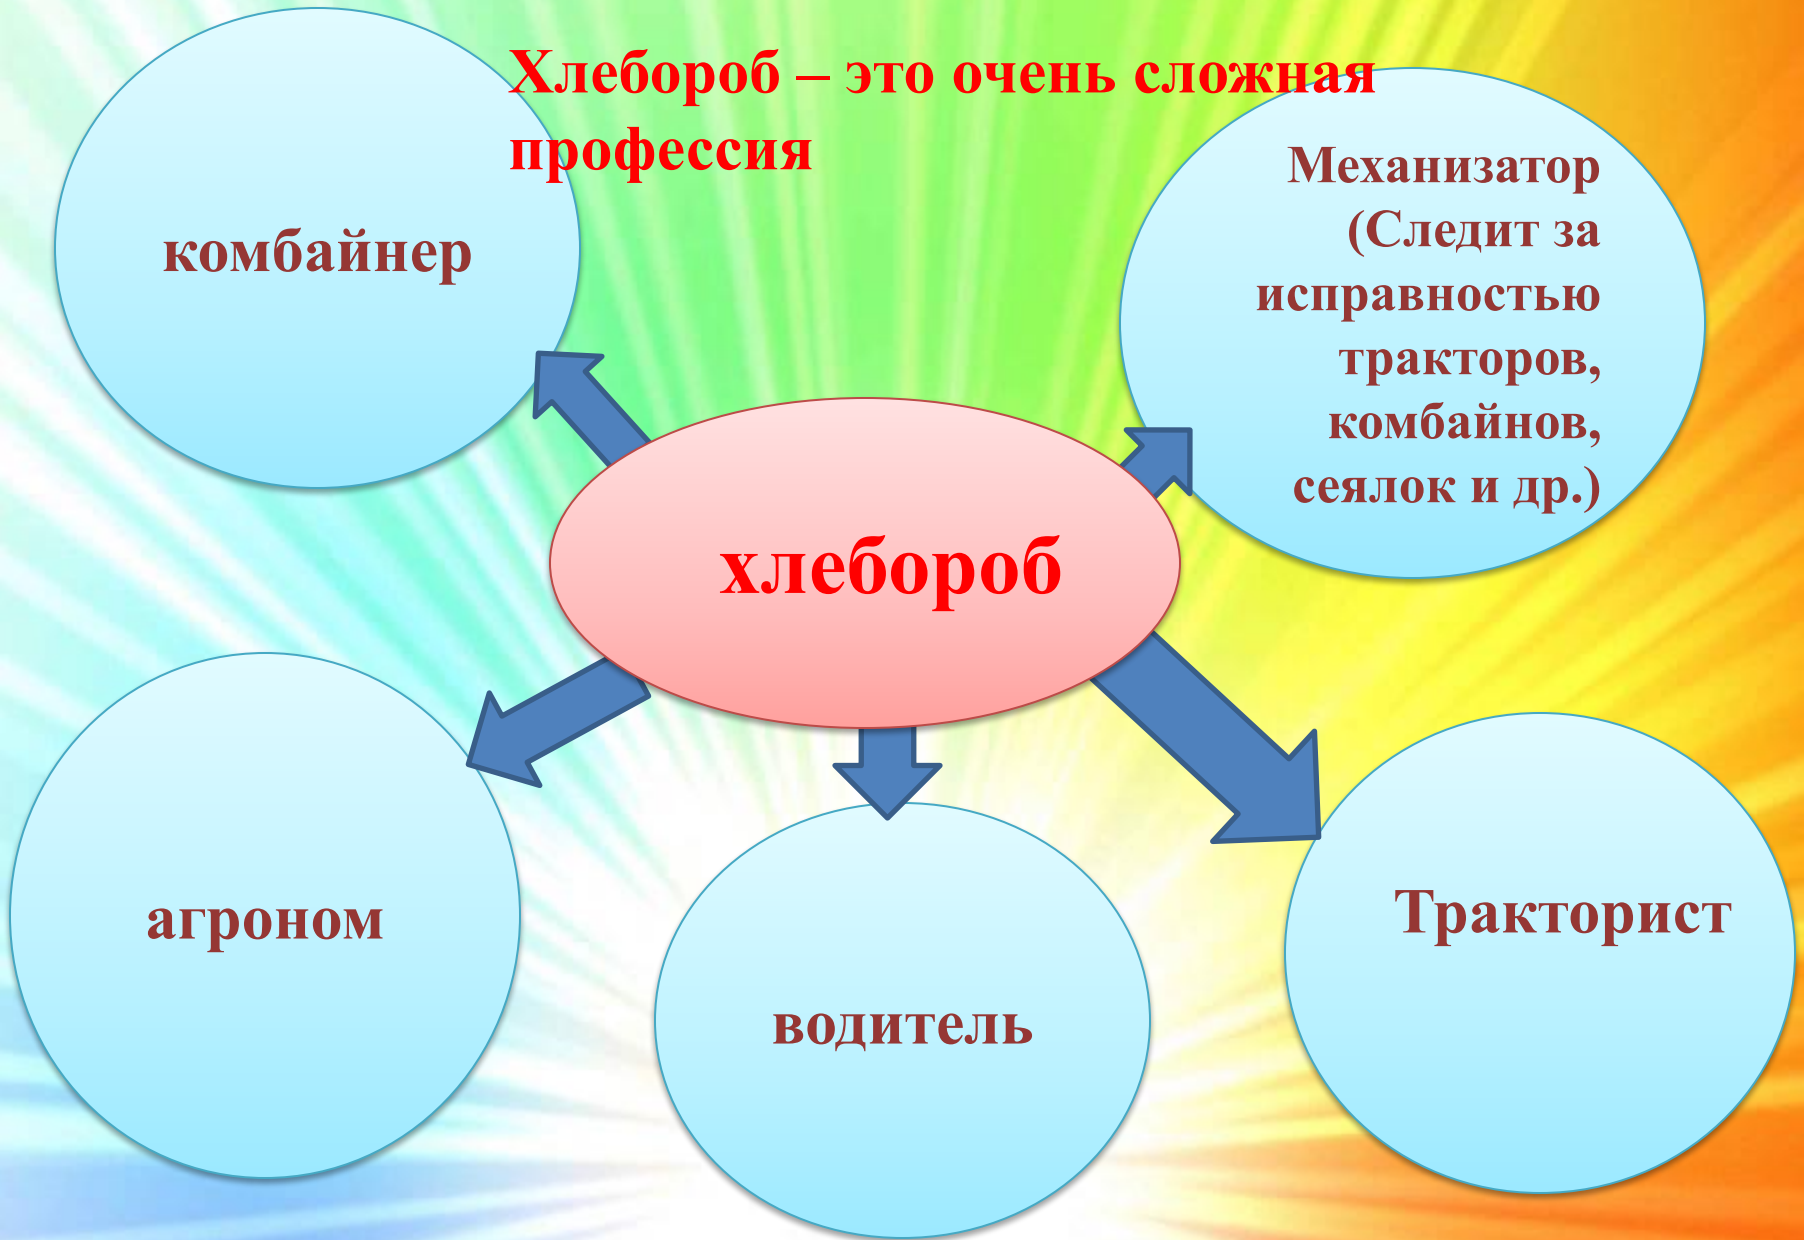 Хлебороб – это очень сложная
профессия
комбайнер
Механизатор
(Следит за
исправностью
тракторов,
комбайнов,
сеялок и др.)
хлебороб
агроном
водитель
Тракторист